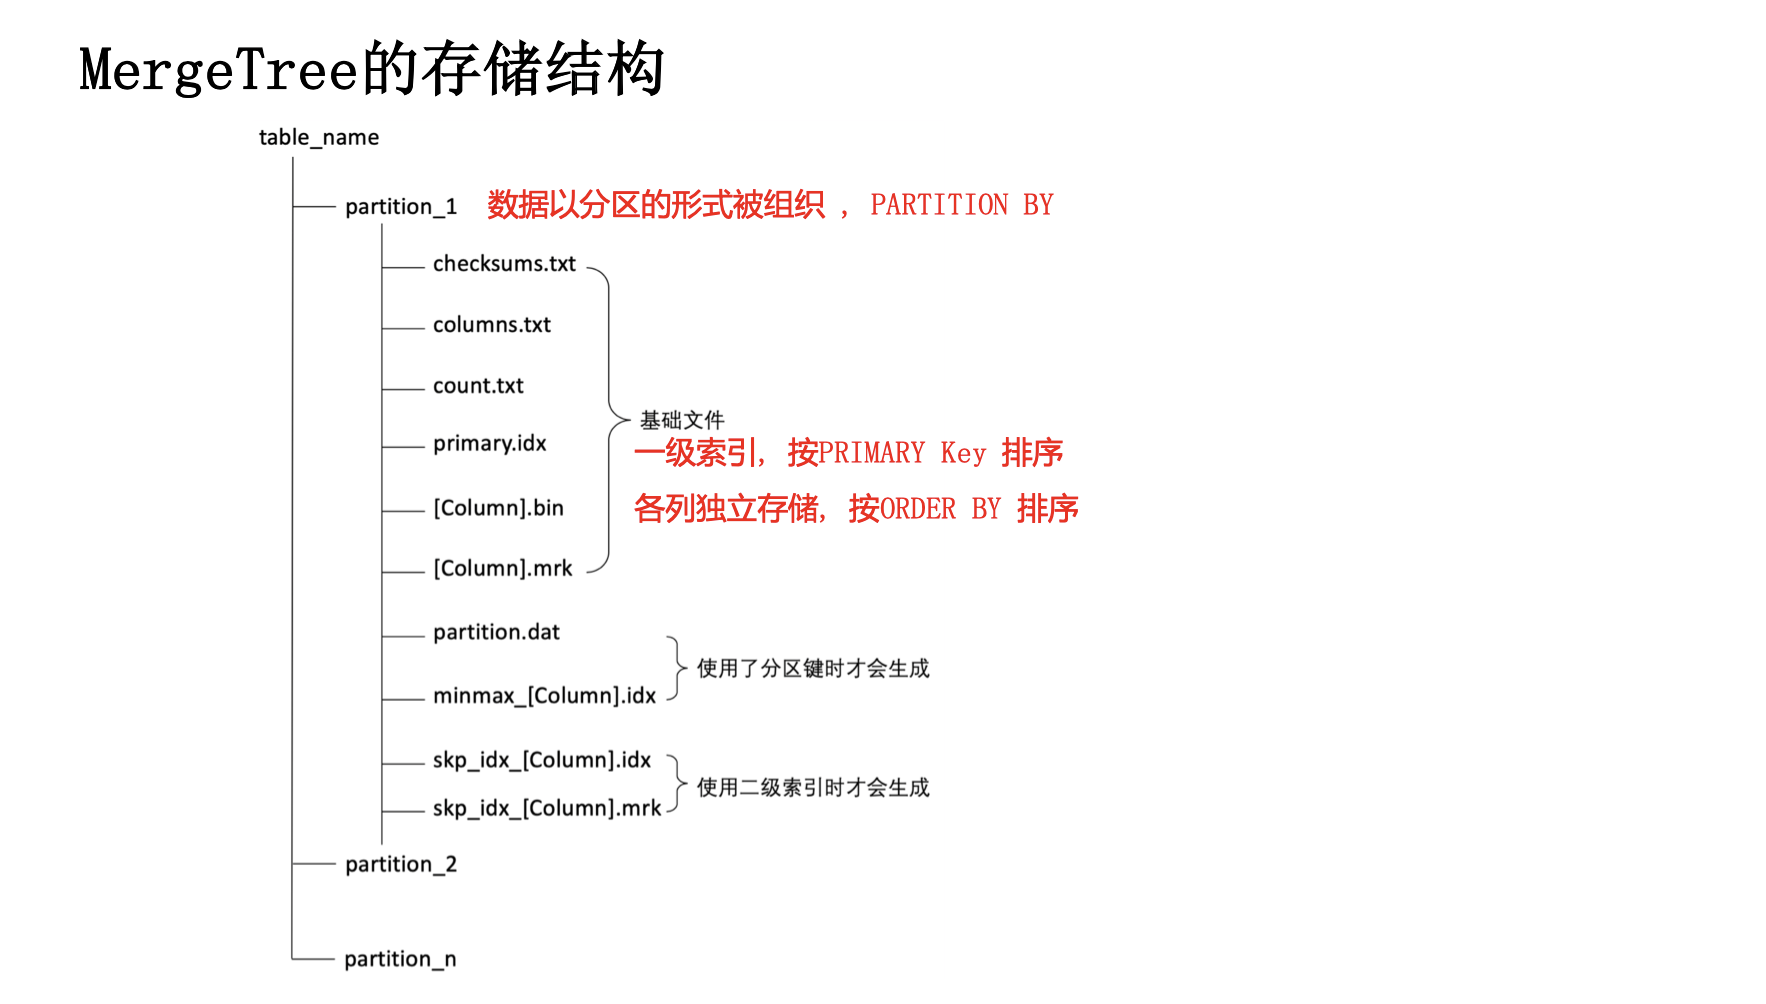 MergeTree的存储结构
table_name
partition_1 数据以分区的形式被组织 , PARTITION BY
checksums.txt
columns.txt
count.txt
基础文件
primary.idx 一级索引, 按PRIMARY Key 排序
[Column].bin 各列独立存储, 按ORDER BY 排序
[Column].mrk
partition.dat
使用了分区键时才会生成
minmax_[Column].idx
skp_idx_[Column].idx
使用二级索引时才会生成
skp_idx_[Column].mrk
partition_2
partition_n